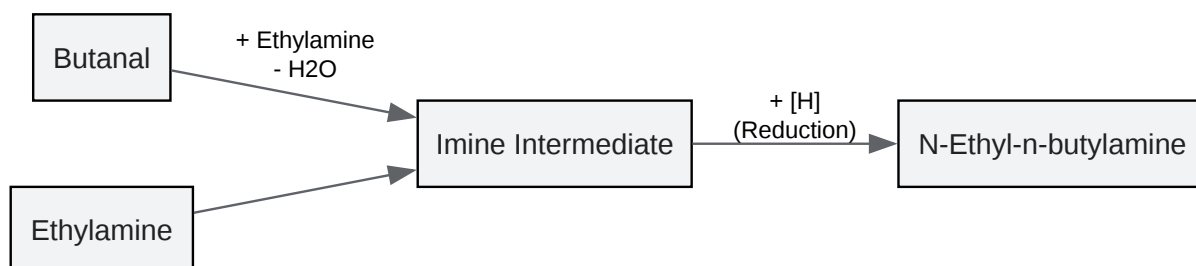 Butanal
+ Ethylamine
- H2O
Ethylamine
Imine Intermediate
+ [H]
(Reduction)
N-Ethyl-n-butylamine